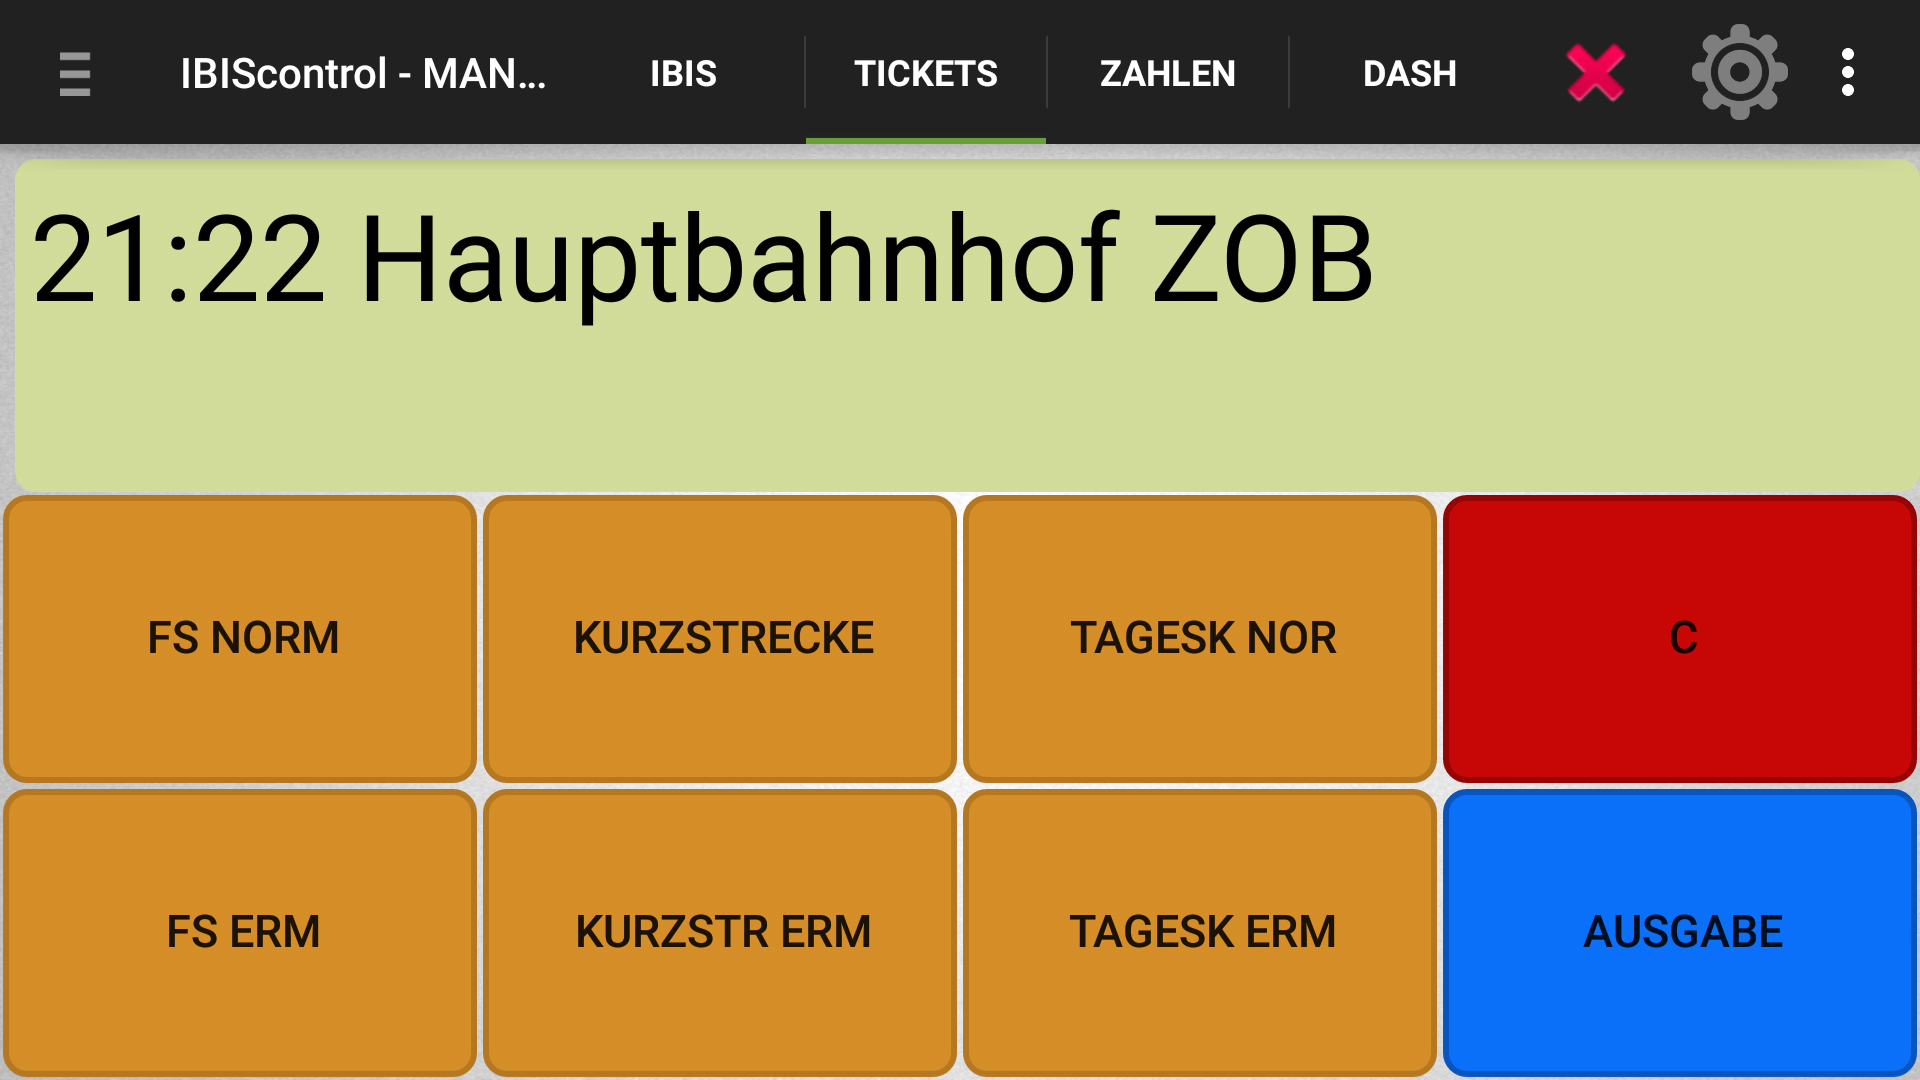 IBIScontrol - MAN... IBIS TICKETS ZAHLEN DASH
21:22 Hauptbahnhof ZOB
FS NORM KURZSTRECKE TAGESK NOR C
FS ERM KURZSTR ERM TAGESK ERM AUSGABE